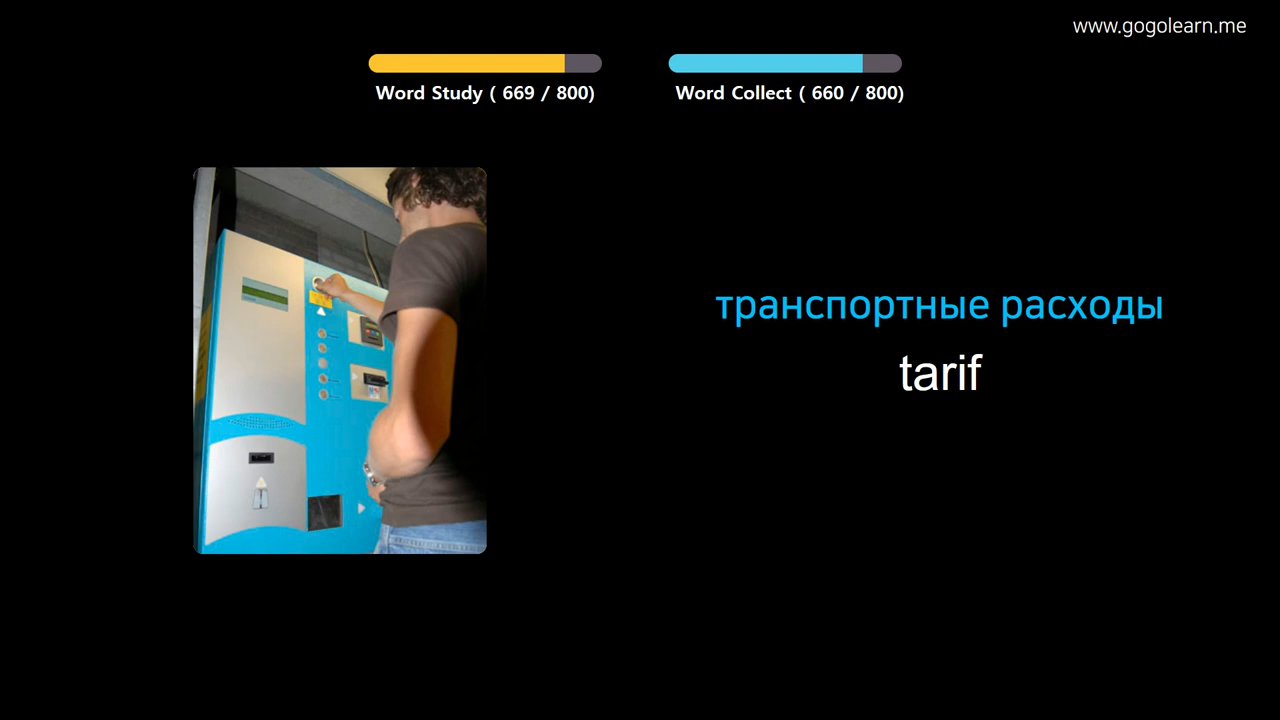 www.gogolearn.me
Word Study ( 669 / 800)
Word Collect ( 660 / 800)
транспортные расходы
tarif